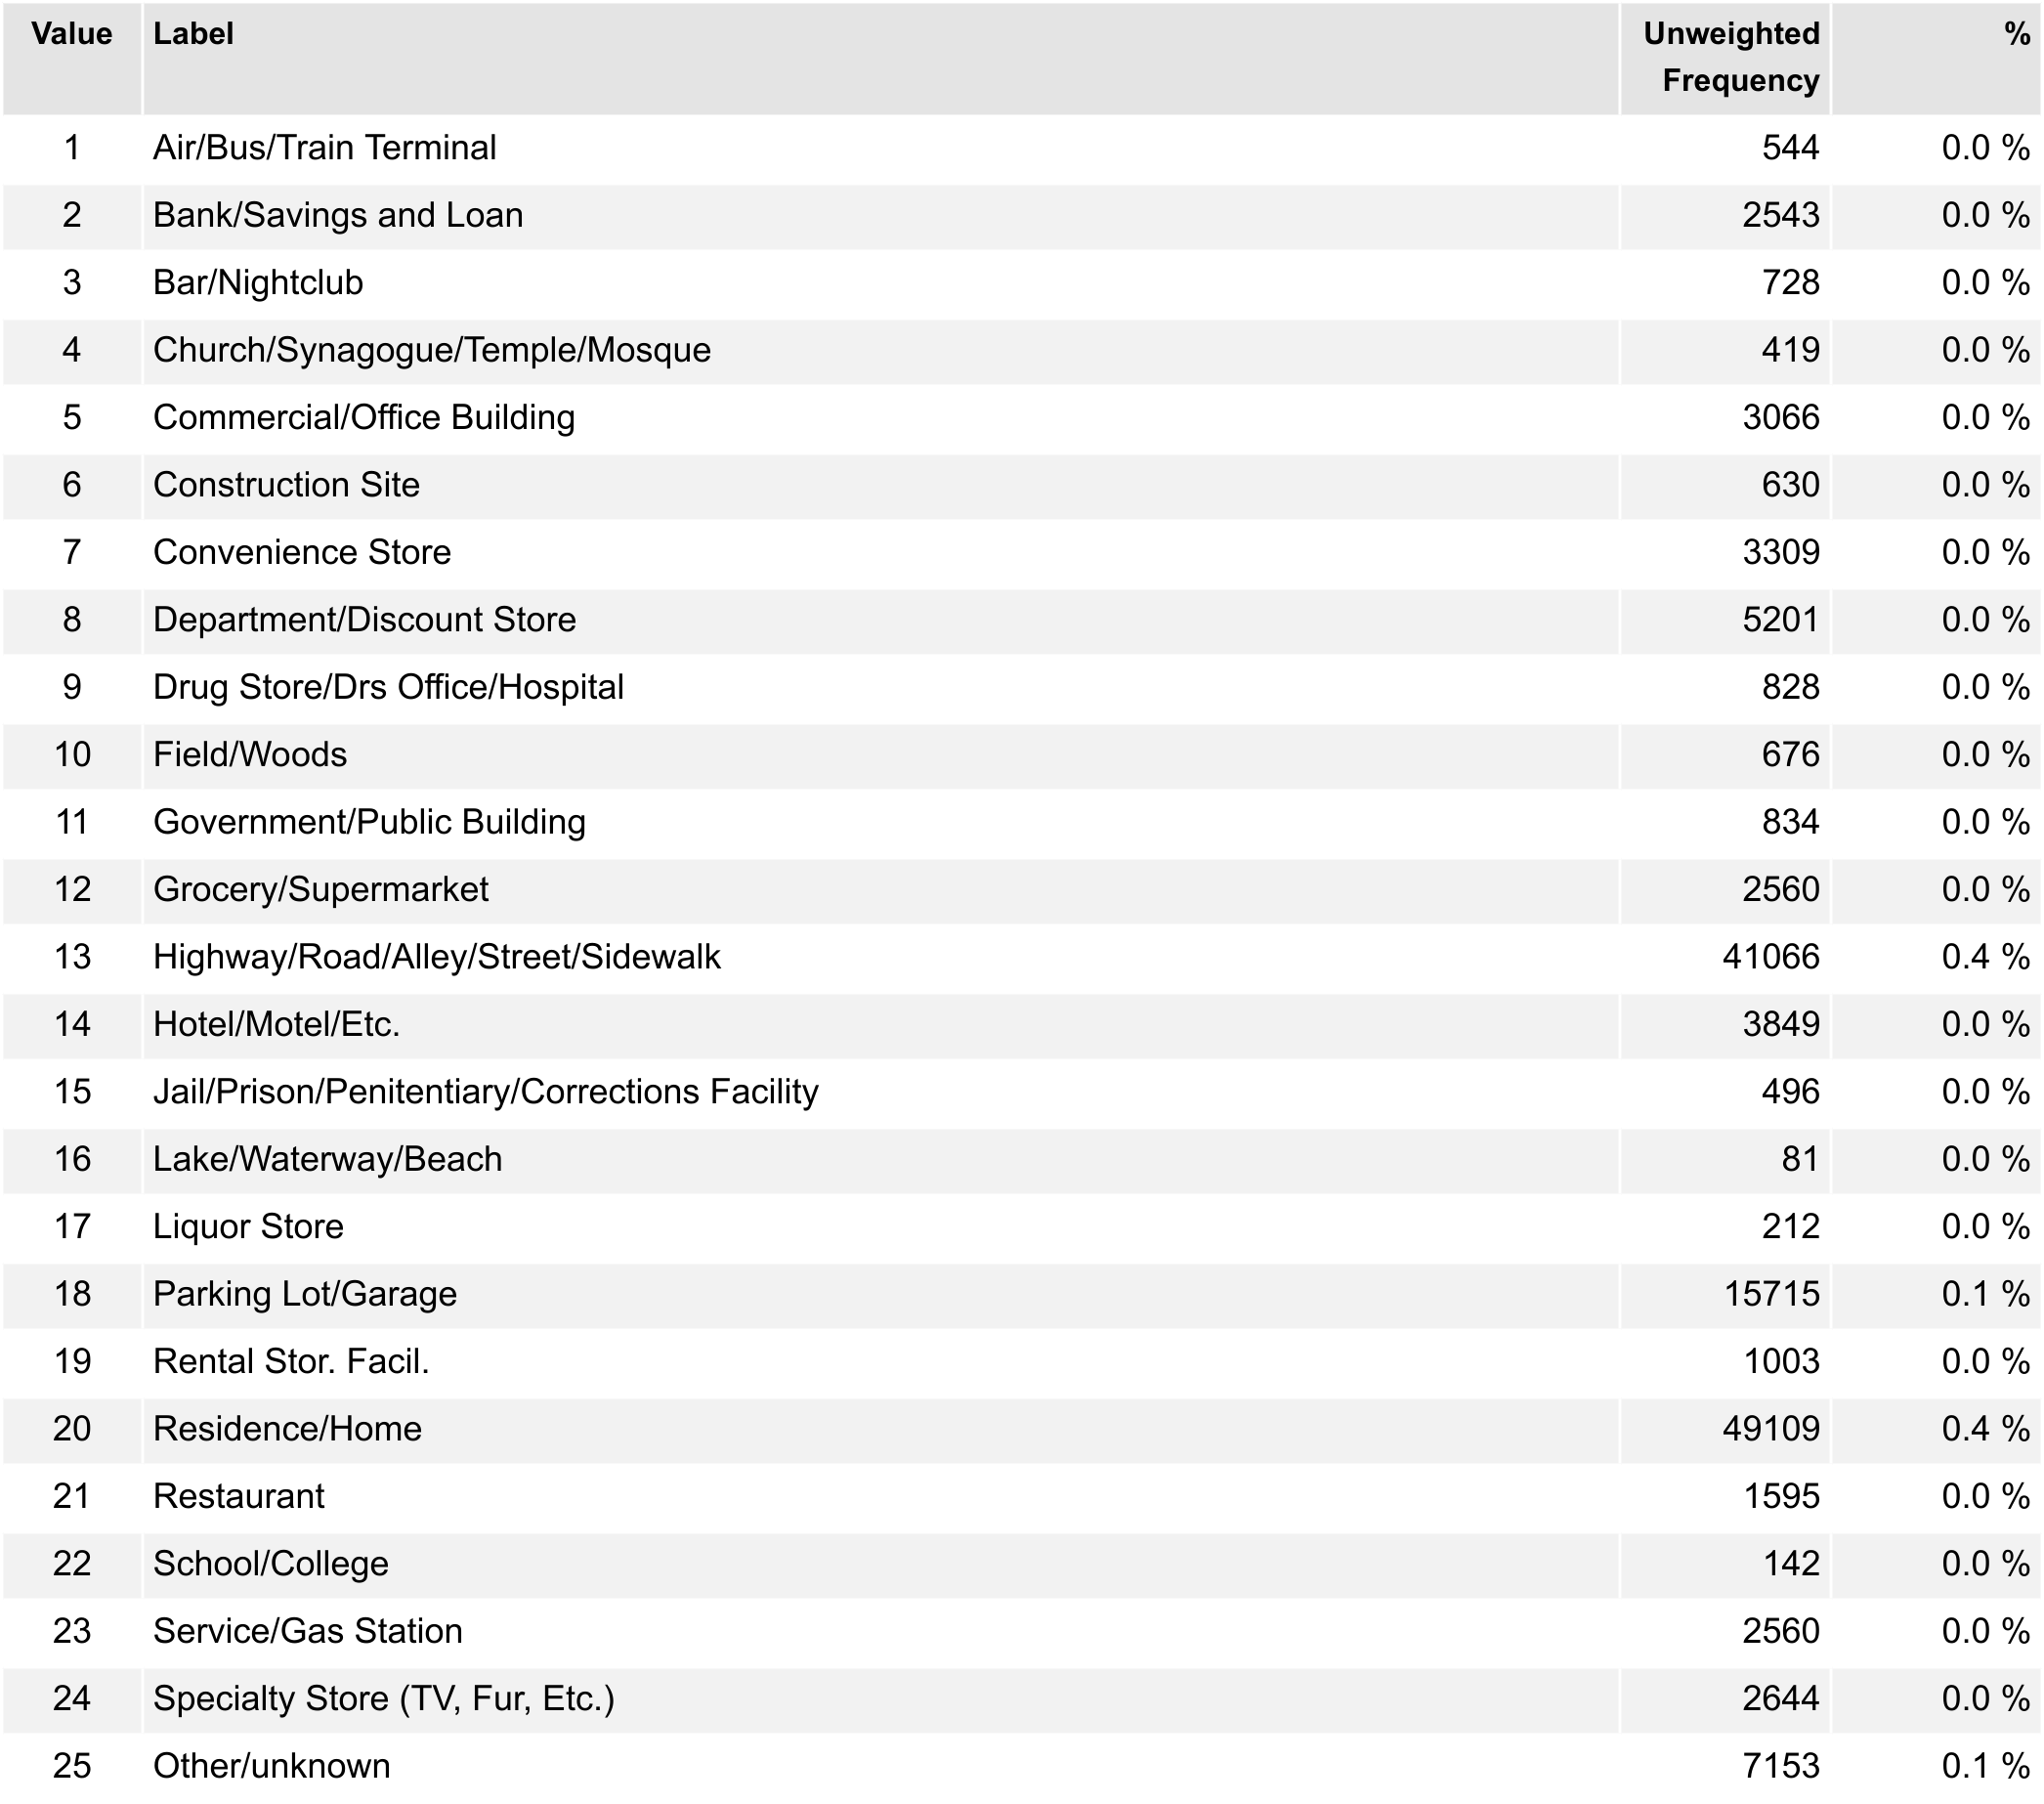 Value Label Unweighted Frequency %
1 Air/Bus/Train Terminal 544 0.0 %
2 Bank/Savings and Loan 2543 0.0 %
3 Bar/Nightclub 728 0.0 %
4 Church/Synagogue/Temple/Mosque 419 0.0 %
5 Commercial/Office Building 3066 0.0 %
6 Construction Site 630 0.0 %
7 Convenience Store 3309 0.0 %
8 Department/Discount Store 5201 0.0 %
9 Drug Store/Drs Office/Hospital 828 0.0 %
10 Field/Woods 676 0.0 %
11 Government/Public Building 834 0.0 %
12 Grocery/Supermarket 2560 0.0 %
13 Highway/Road/Alley/Street/Sidewalk 41066 0.4 %
14 Hotel/Motel/Etc. 3849 0.0 %
15 Jail/Prison/Penitentiary/Corrections Facility 496 0.0 %
16 Lake/Waterway/Beach 81 0.0 %
17 Liquor Store 212 0.0 %
18 Parking Lot/Garage 15715 0.1 %
19 Rental Stor. Facil. 1003 0.0 %
20 Residence/Home 49109 0.4 %
21 Restaurant 1595 0.0 %
22 School/College 142 0.0 %
23 Service/Gas Station 2560 0.0 %
24 Specialty Store (TV, Fur, Etc.) 2644 0.0 %
25 Other/unknown 7153 0.1 %